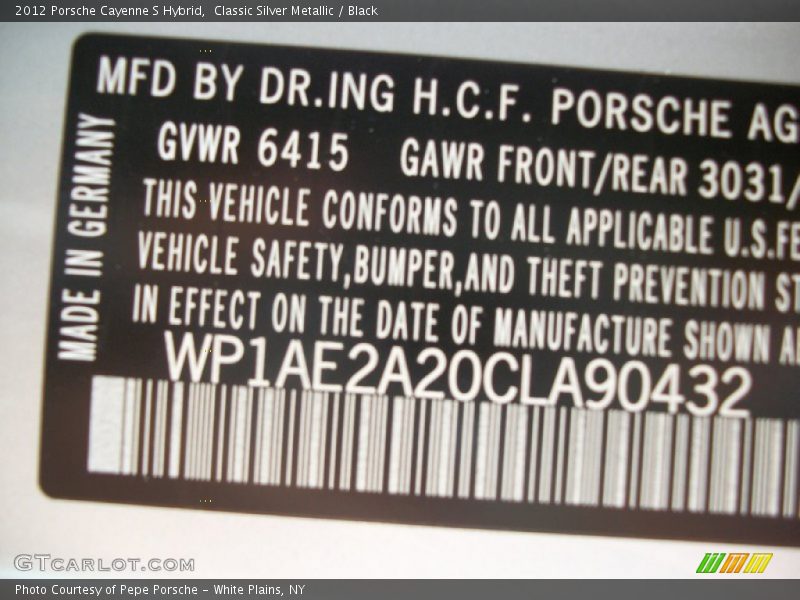 2012 Porsche Cayenne S Hybrid,  Classic Silver Metallic / Black
MFD BY DR.ING H.C.F. PORSCHE AG
GVWR 6415 GAWR FRONT/REAR 3031/
THIS VEHICLE CONFORMS TO ALL APPLICABLE U.S.FE
VEHICLE SAFETY,BUMPER,AND THEFT PREVENTION ST
IN EFFECT ON THE DATE OF MANUFACTURE SHOWN
WP1AE2A20CLA90432
MADE IN GERMANY
GTCARLOT.COM
Photo Courtesy of Pepe Porsche - White Plains, NY